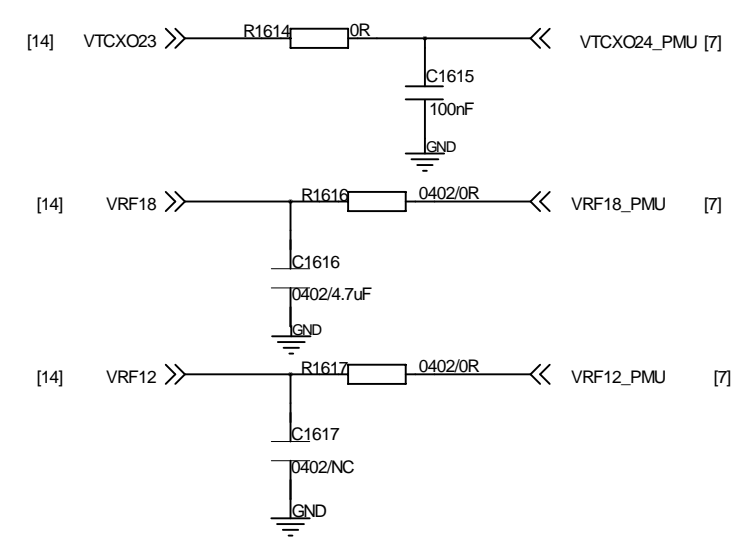 [14] VTCXO23 R1614 0R VTCXO24_PMU [7]
C1615
100nF
GND
[14] VRF18 R1616 0402/0R VRF18_PMU [7]
C1616
0402/4.7uF
GND
[14] VRF12 R1617 0402/0R VRF12_PMU [7]
C1617
0402/NC
GND